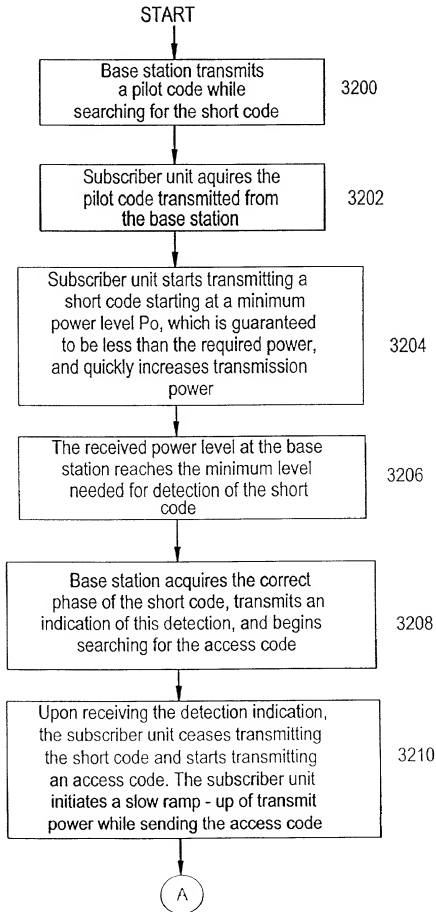 START
Base station transmits
a pilot code while
searching for the short code
3200
Subscriber unit aquires the
pilot code transmitted from
the base station
3202
Subscriber unit starts transmitting a
short code starting at a minimum
power level Po, which is guaranteed
to be less than the required power,
and quickly increases transmission
power
3204
The received power level at the base
station reaches the minimum level
needed for detection of the short
code
3206
Base station acquires the correct
phase of the short code, transmits an
indication of this detection, and begins
searching for the access code
3208
Upon receiving the detection indication,
the subscriber unit ceases transmitting
the short code and starts transmitting
an access code. The subscriber unit
initiates a slow ramp - up of transmit
power while sending the access code
3210
A